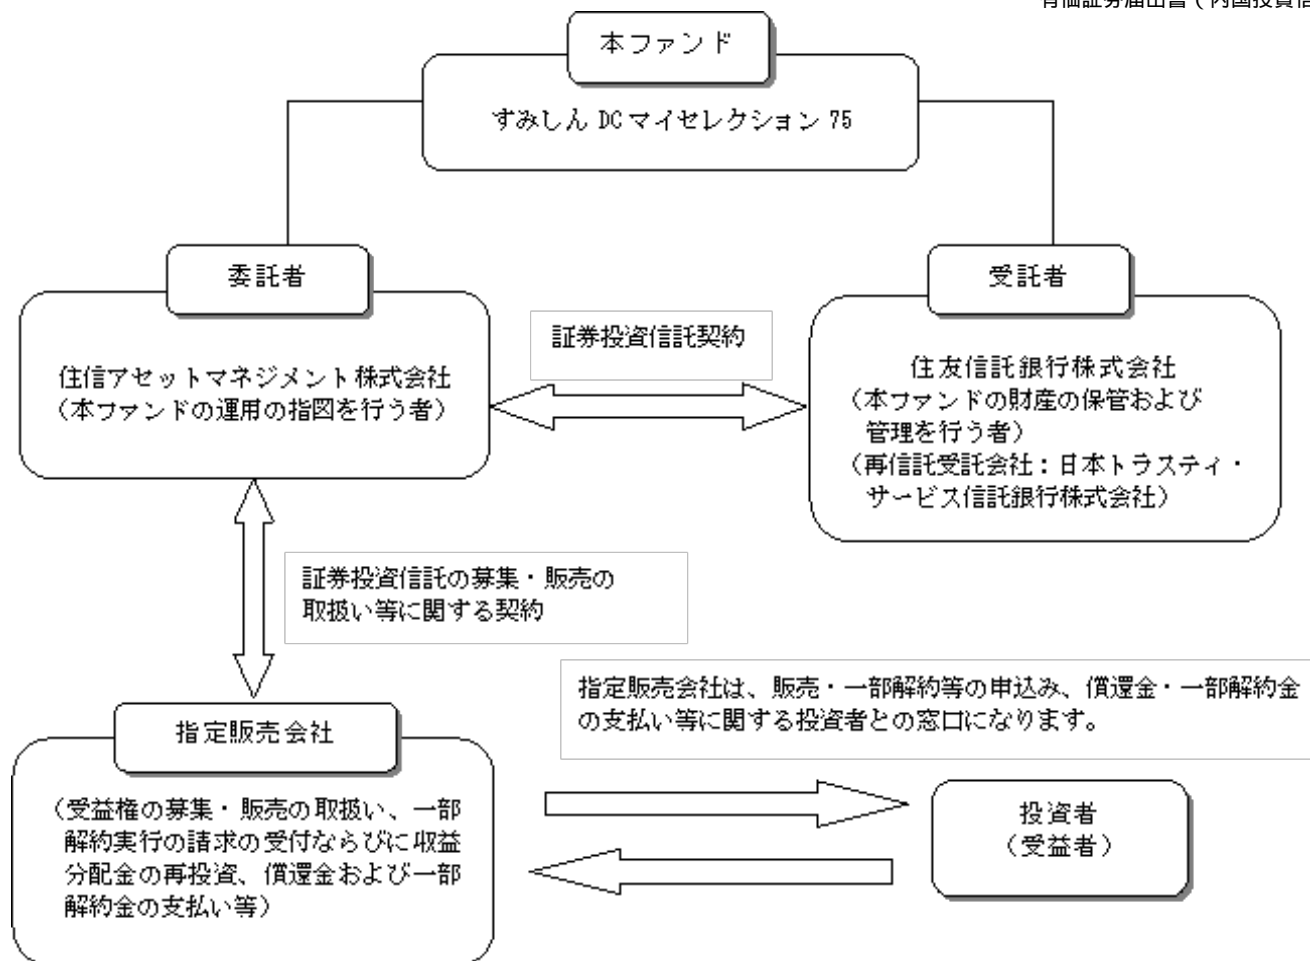 有価証券届出書（内国投資信
本ファンド
すみしん DC マイセレクション 75
委託者
受託者
証券投資信託契約
住信アセットマネジメント株式会社
（本ファンドの運用の指図を行う者）
住友信託銀行株式会社
（本ファンドの財産の保管および
管理を行う者）
（再信託受託会社：日本トラスティ・
サービス信託銀行株式会社）
証券投資信託の募集・販売の
取扱い等に関する契約
指定販売会社は、販売・一部解約等の申込み、償還金・一部解約金
の支払い等に関する投資者との窓口になります。
指定販売会社
（受益権の募集・販売の取扱い、一部
解約実行の請求の受付ならびに収益
分配金の再投資、償還金および一部
解約金の支払い等）
投資者
（受益者）